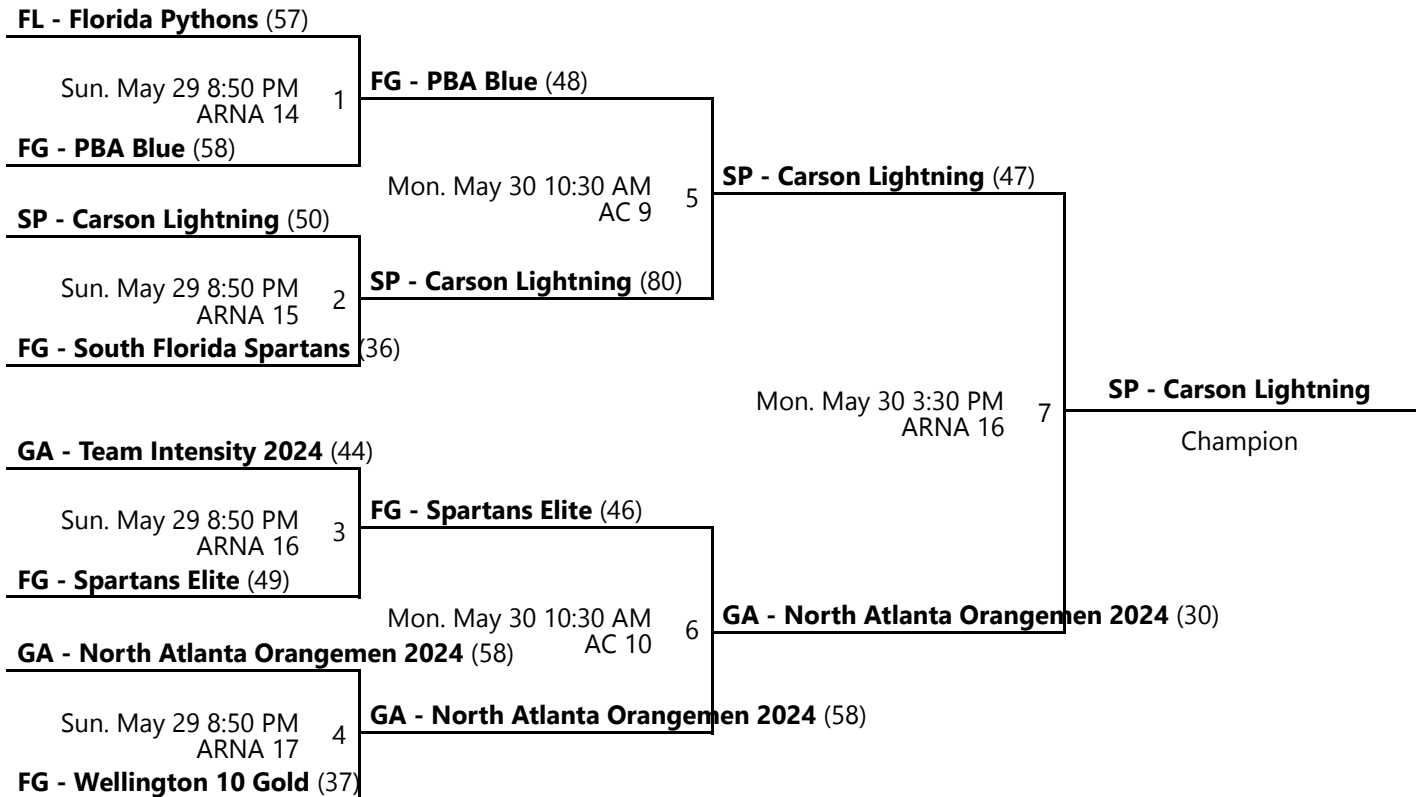 FL - Florida Pythons (57)
Sun. May 29 8:50 PM
ARNA 14
1
FG - PBA Blue (58)
SP - Carson Lightning (50)
Sun. May 29 8:50 PM
ARNA 15
2
FG - South Florida Spartans (36)
GA - Team Intensity 2024 (44)
Sun. May 29 8:50 PM
ARNA 16
3
FG - Spartans Elite (49)
GA - North Atlanta Orangemen 2024 (58)
Sun. May 29 8:50 PM
ARNA 17
4
FG - Wellington 10 Gold (37)
FG - PBA Blue (48)
Mon. May 30 10:30 AM
AC 9
5
SP - Carson Lightning (80)
FG - Spartans Elite (46)
Mon. May 30 10:30 AM
AC 10
6
GA - North Atlanta Orangemen 2024 (58)
SP - Carson Lightning (47)
Mon. May 30 3:30 PM
ARNA 16
7
GA - North Atlanta Orangemen 2024 (30)
SP - Carson Lightning
Champion